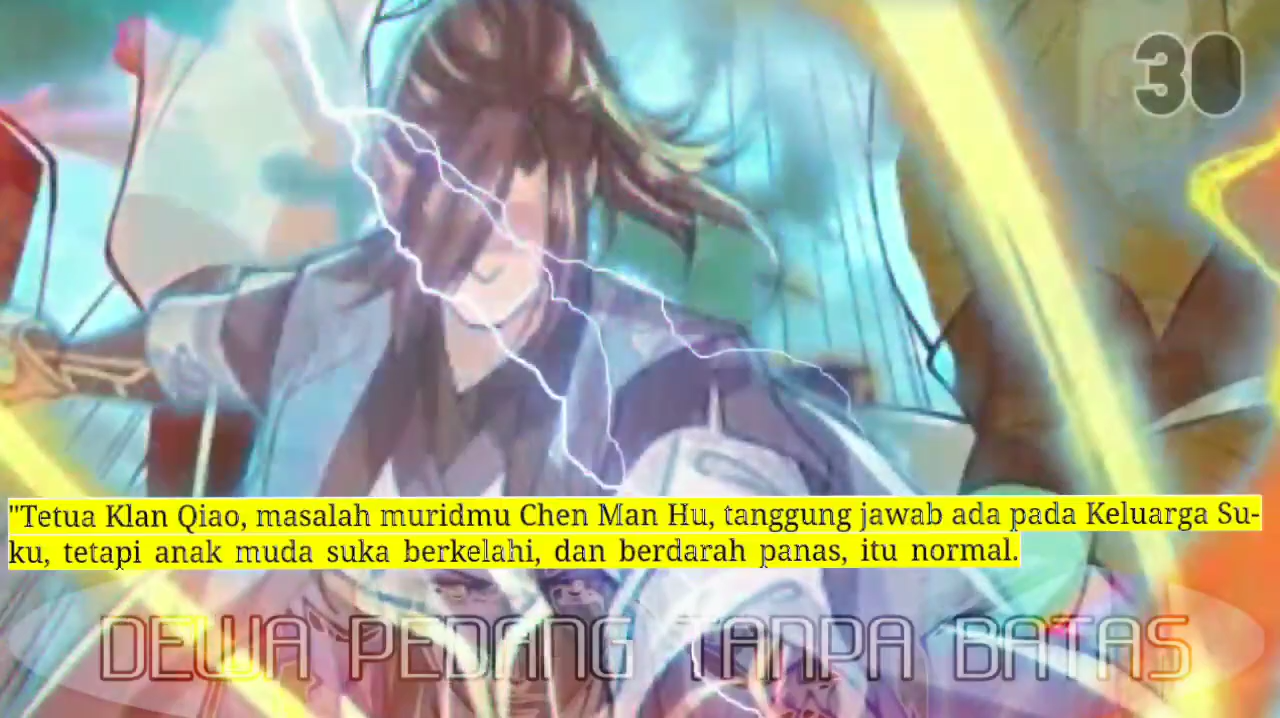 30
"Tetua Klan Qiao, masalah muridmu Chen Man Hu, tanggung jawab ada pada Keluarga Su-
ku, tetapi anak muda suka berkelahi, dan berdarah panas, itu normal.
DEWA PEDANG TANPA BATAS